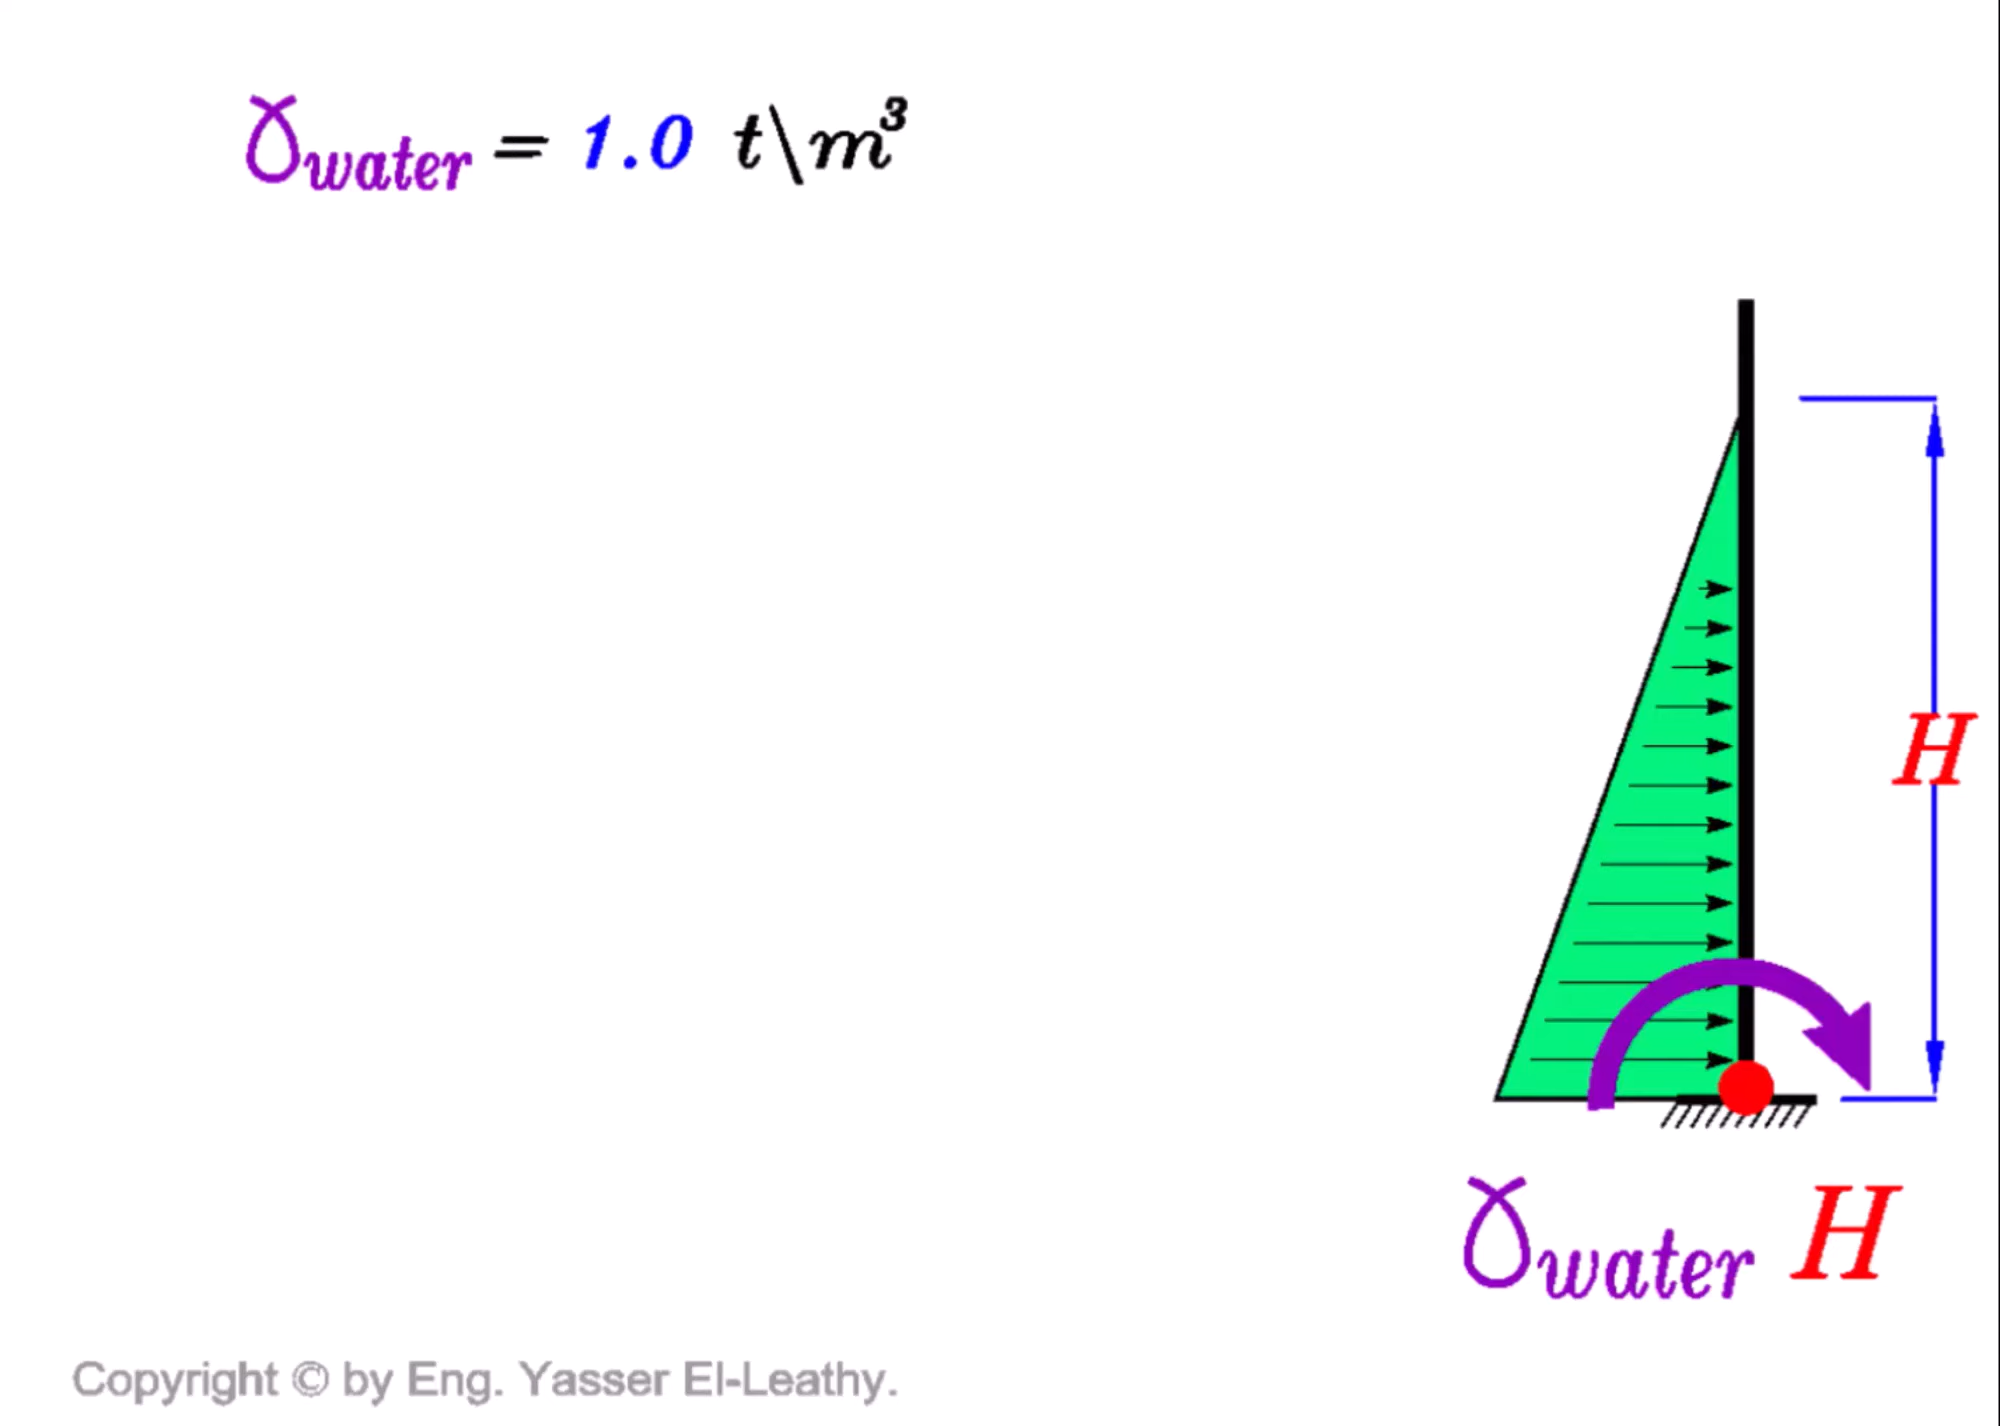 γwater = 1.0 t\m³
H
γwater H
Copyright © by Eng. Yasser El-Leathy.